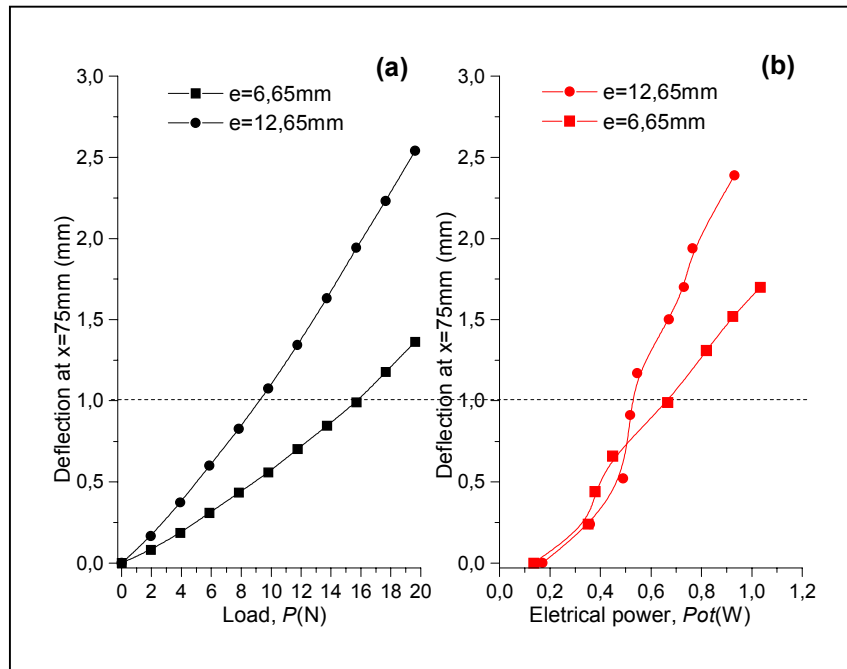 (a)
e=6,65mm
e=12,65mm
Deflection at x=75mm (mm)
3,0
2,5
2,0
1,5
1,0
0,5
0,0
0 2 4 6 8 10 12 14 16 18 20
Load, P(N)
(b)
e=12,65mm
e=6,65mm
Deflection at x=75mm (mm)
3,0
2,5
2,0
1,5
1,0
0,5
0,0
0,0 0,2 0,4 0,6 0,8 1,0 1,2
Eletrical power, Pot(W)